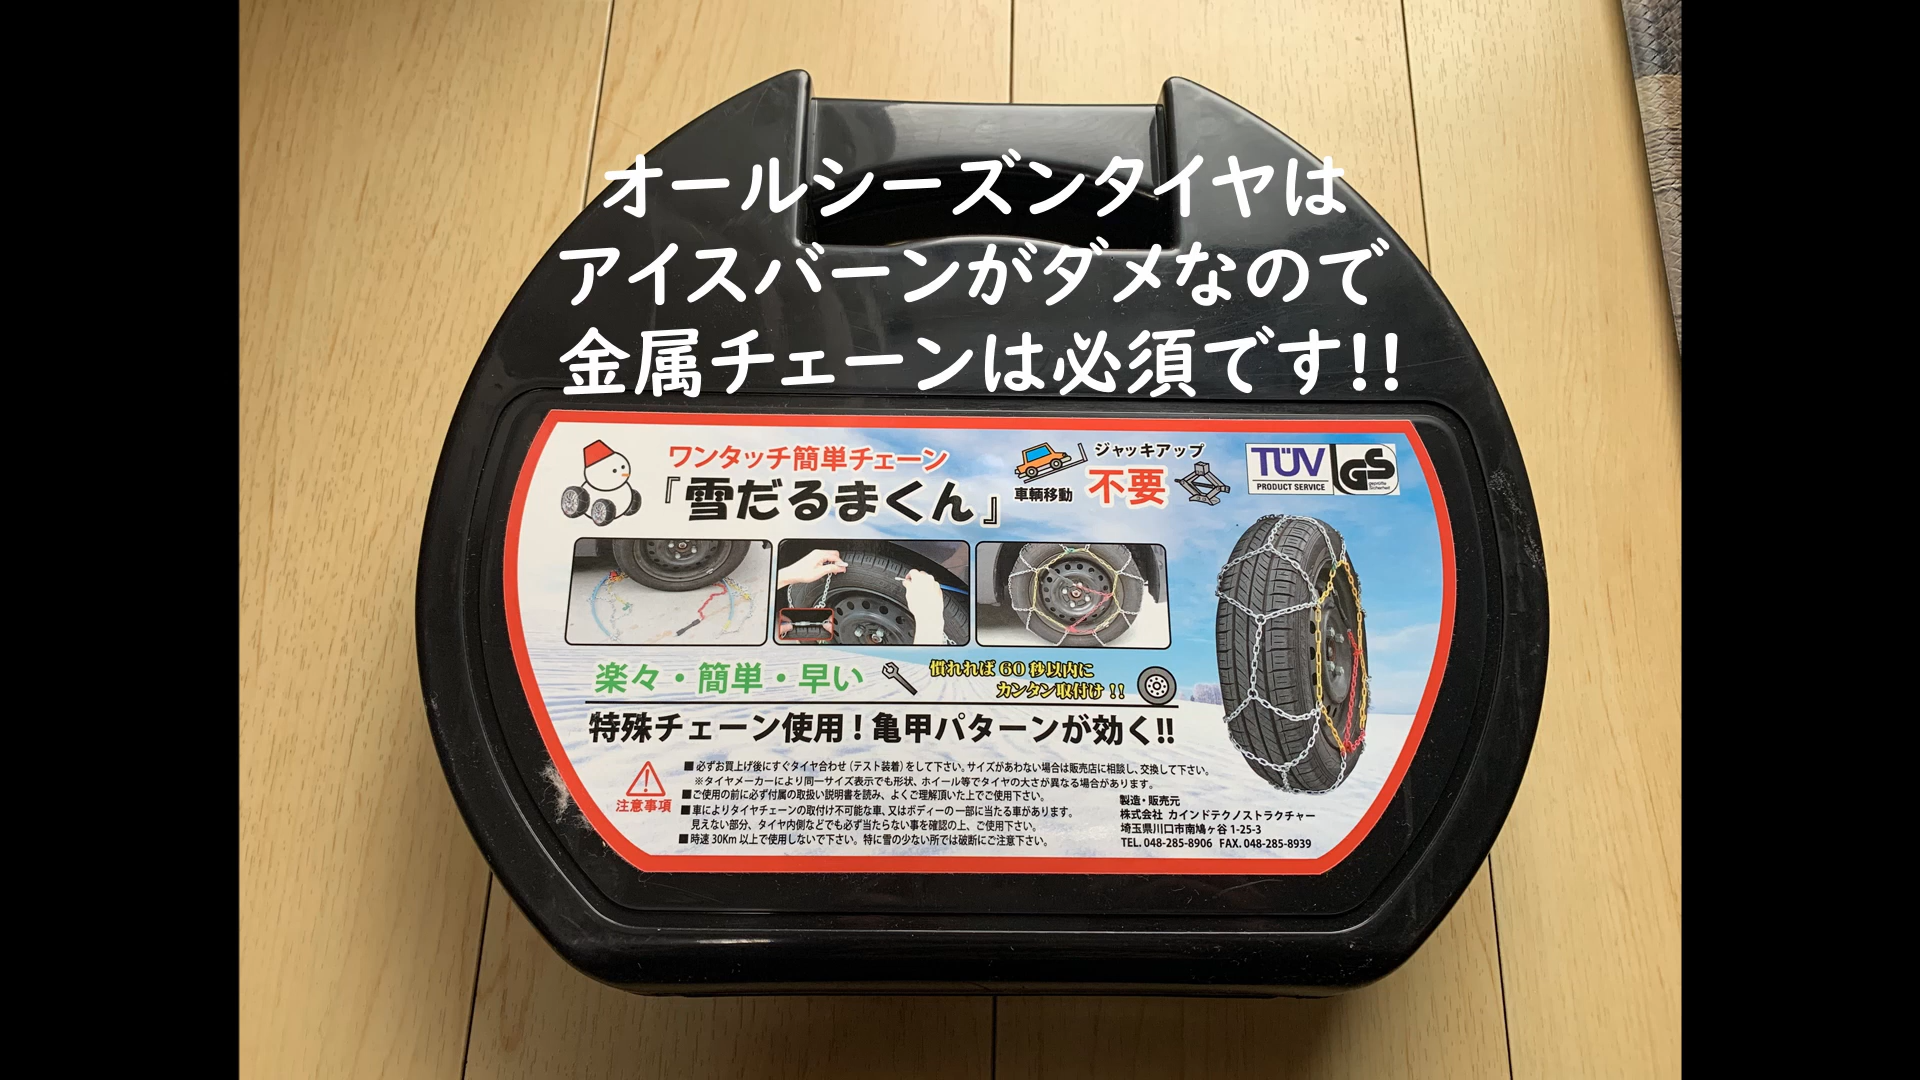 オールシーズンタイヤは
アイスバーンがダメなので
金属チェーンは必須です!!
ワンタッチ簡単チェーン
『雪だるまくん』
車輌移動
ジャッキアップ
不要
TÜV
PRODUCT SERVICE
GS
geprüfte
Sicherheit
楽々・簡単・早い
慣れれば 60 秒以内に
カンタン取付け!!
特殊チェーン使用!亀甲パターンが効く!!
注意事項
■必ずお買上げ後にすぐタイヤ合わせ(テスト装着)をして下さい。サイズがあわない場合は販売店に相談し、交換して下さい。
※タイヤメーカーにより同一サイズ表示でも形状、ホイール等でタイヤの大さが異なる場合があります。
■ご使用の前に必ず付属の取扱い説明書を読み、よくご理解頂いた上でご使用下さい。
■車によりタイヤチェーンの取付け不可能な車、又はボディーの一部に当たる車があります。
見えない部分、タイヤ内側などでも必ず当たらない事を確認の上、ご使用下さい。
■時速 30Km 以上で使用しないで下さい。特に雪の少ない所では破断にご注意下さい。
製造・販売元
株式会社 カインドテクノストラクチャー
埼玉県川口市南鳩ヶ谷 1-25-3
TEL. 048-285-8906 FAX. 048-285-8939